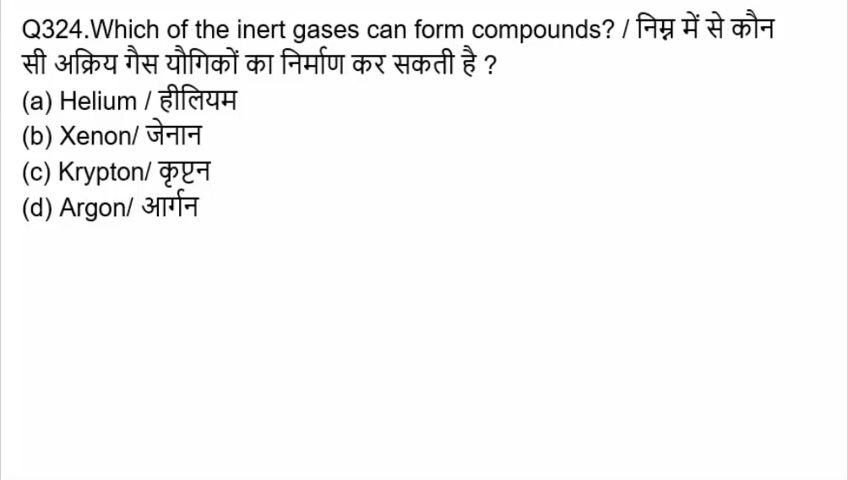 Q324.Which of the inert gases can form compounds? / निम्न में से कौन
सी अक्रिय गैस यौगिकों का निर्माण कर सकती है ?
(a) Helium / हीलियम
(b) Xenon/ जेनान
(c) Krypton/ कृप्टन
(d) Argon/ आर्गन